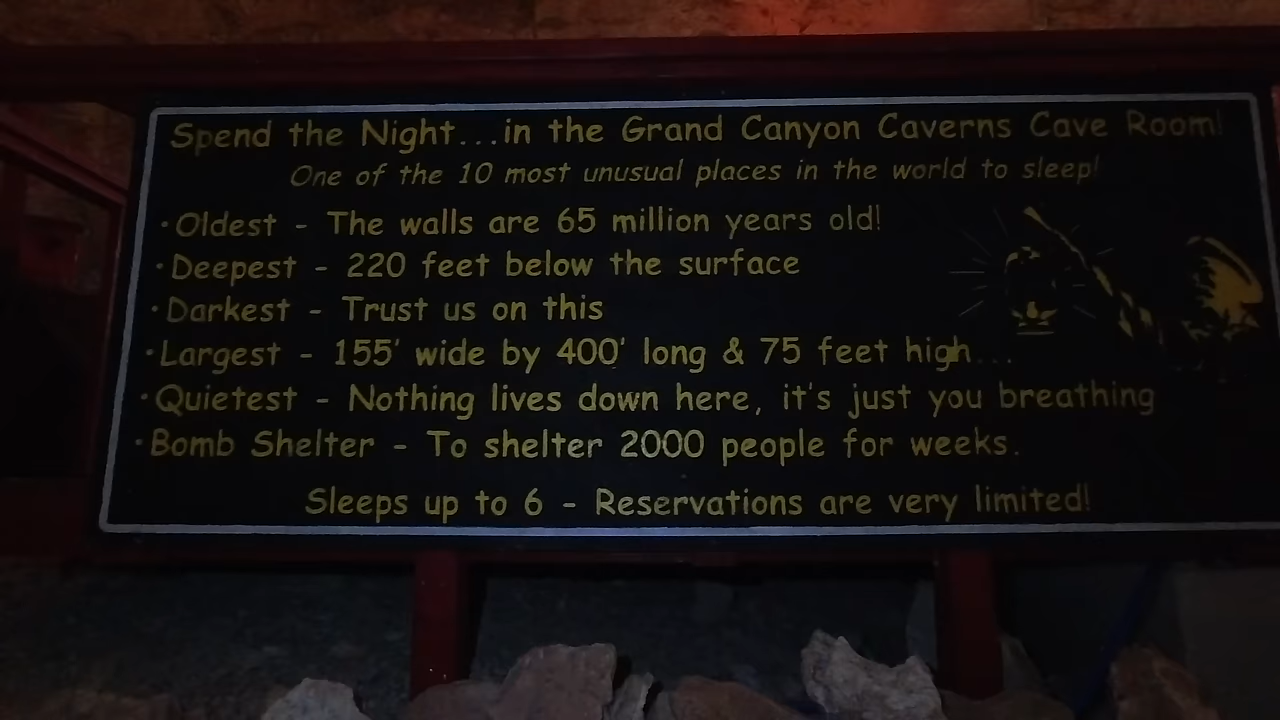 Spend the Night...in the Grand Canyon Caverns Cave Room!
One of the 10 most unusual places in the world to sleep!
·Oldest - The walls are 65 million years old!
·Deepest - 220 feet below the surface
·Darkest - Trust us on this
·Largest - 155' wide by 400' long & 75 feet high...
·Quietest - Nothing lives down here, it's just you breathing
·Bomb Shelter - To shelter 2000 people for weeks.
Sleeps up to 6 - Reservations are very limited!